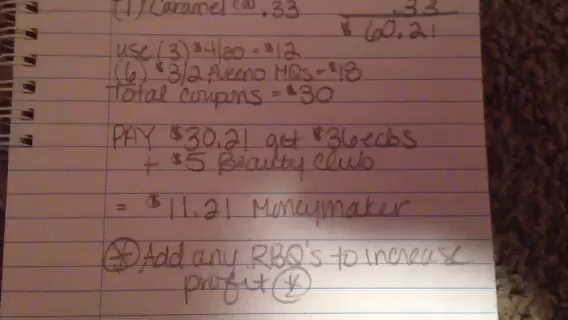 (1) Caramel @ .33 .33
$ 60.21
use (3) $4/20 = $12
(6) $3/2 Aveeno MQs = $18
total coupons = $30
PAY $30.21 get $36 ecbs
+ $5 Beauty Club
= $11.21 Moneymaker
* Add any RBQ's to increase
profit *